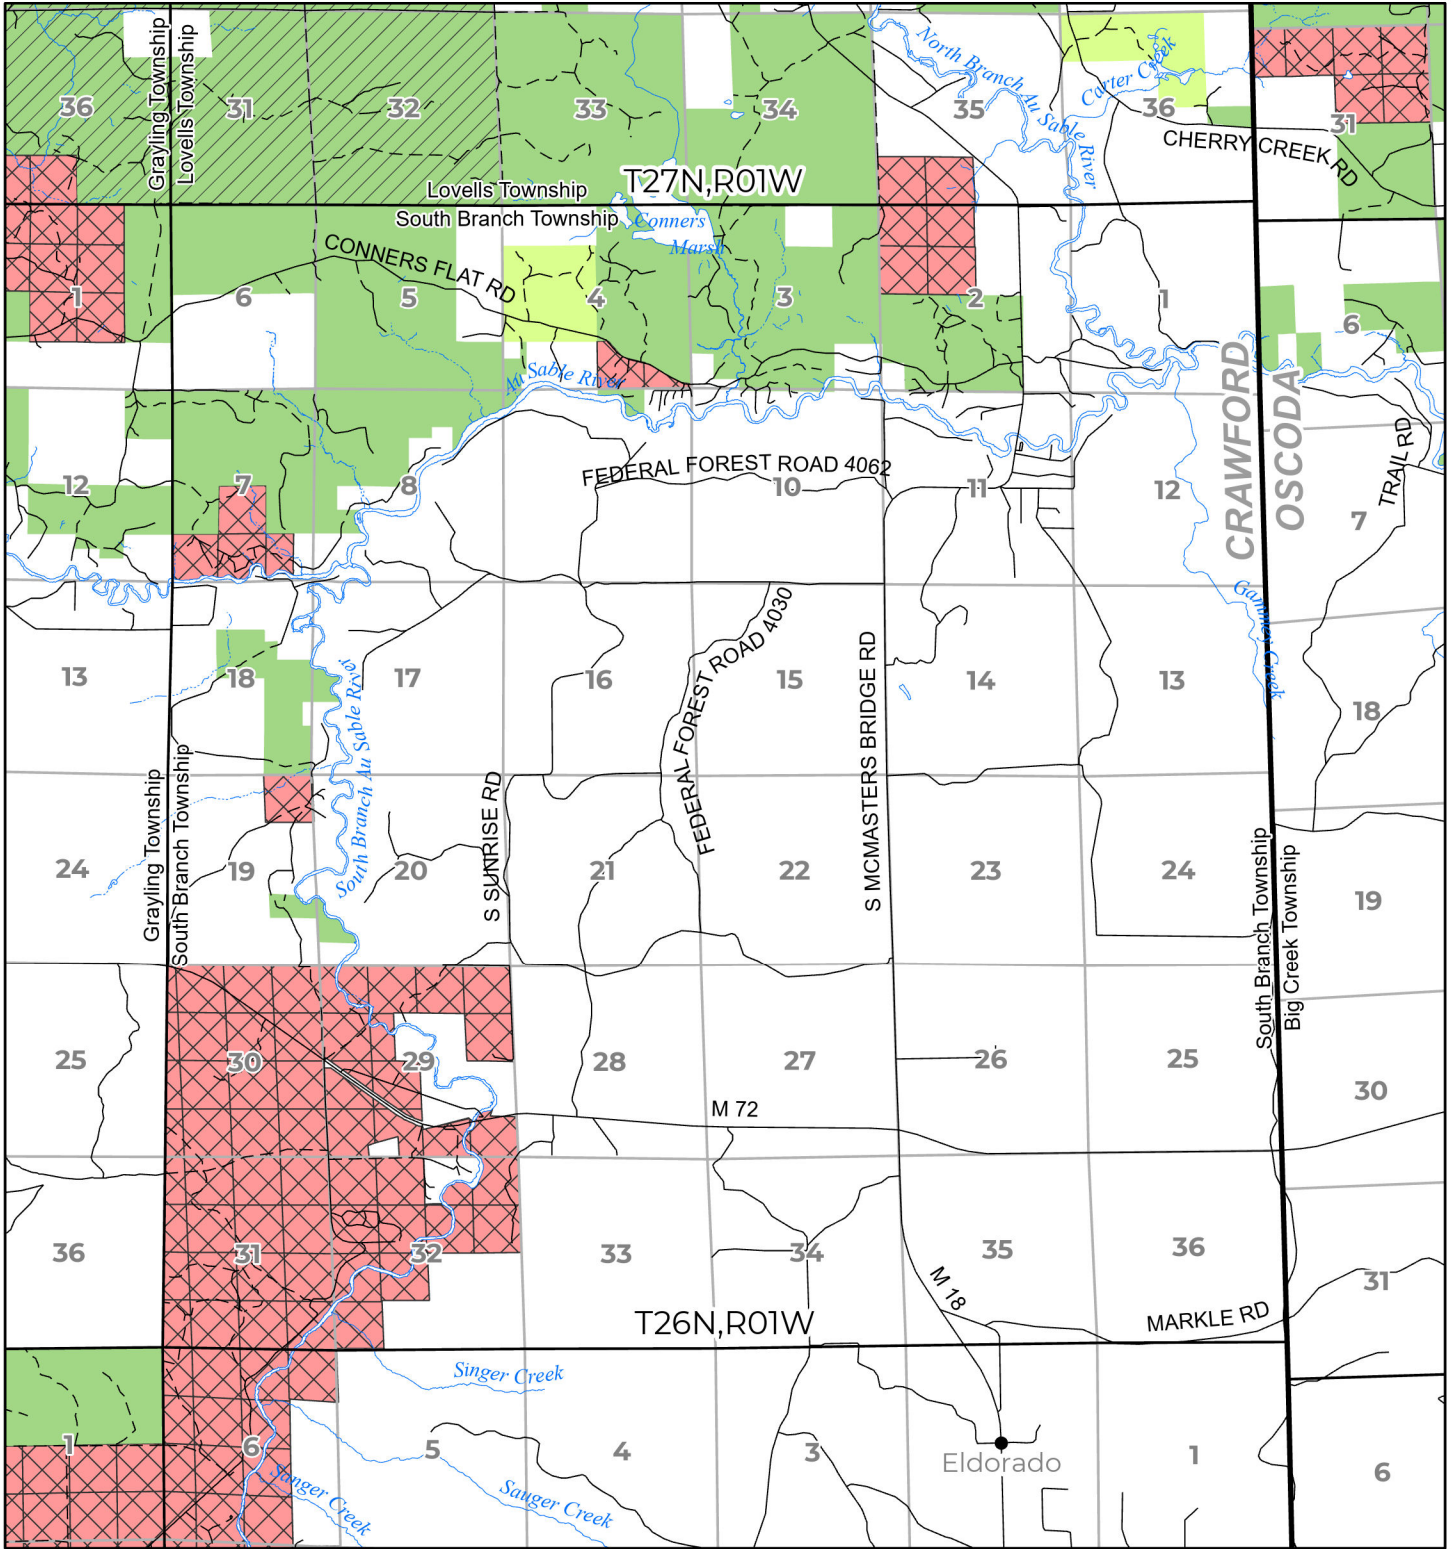 North Branch Au Sable River
Carter Creek
36
31
32
33
34
35
36
31
Grayling Township
Lovells Township
CHERRY CREEK RD
T27N,R01W
Lovells Township
South Branch Township
Conners
Marsh
CONNERS FLAT RD
1
6
5
4
3
2
1
6
Au Sable River
CRAWFORD
OSCODA
TRAIL RD
FEDERAL FOREST ROAD 4062
12
7
8
10
11
12
7
Gammey Creek
FEDERAL FOREST ROAD 4030
S MCMASTERS BRIDGE RD
13
18
17
16
15
14
13
18
South Branch Au Sable River
Grayling Township
South Branch Township
S SUNRISE RD
24
19
20
21
22
23
24
19
South Branch Township
Big Creek Township
25
30
29
28
27
26
25
30
M 72
36
31
32
33
34
35
36
31
M 18
MARKLE RD
T26N,R01W
Singer Creek
1
6
5
4
3
Eldorado
1
6
Sanger Creek
Sauger Creek